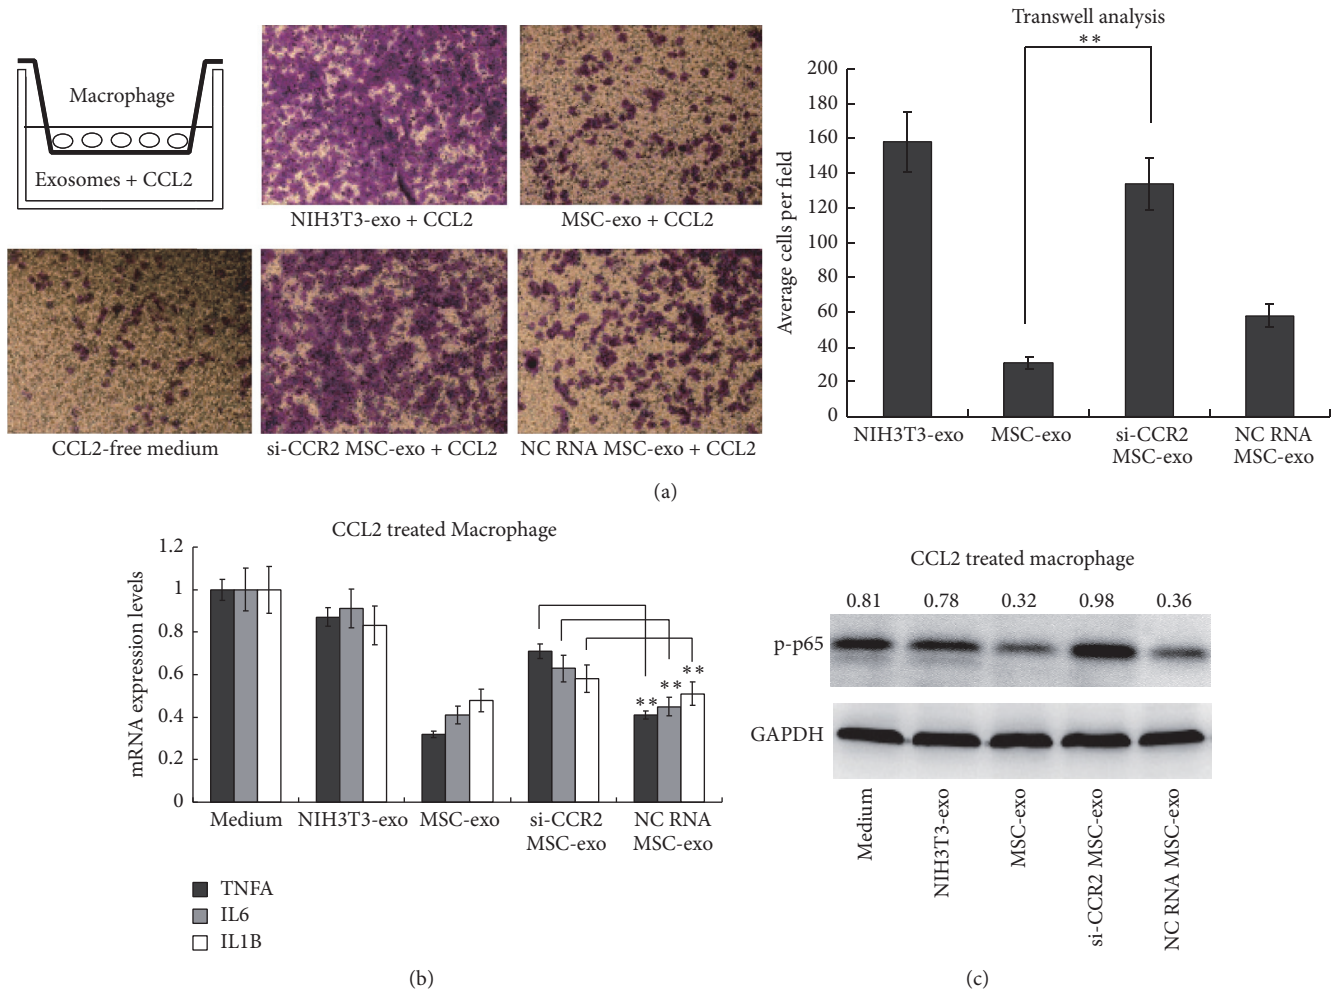 Macrophage
Exosomes + CCL2
NIH3T3-exo + CCL2
MSC-exo + CCL2
CCL2-free medium
si-CCR2 MSC-exo + CCL2
NC RNA MSC-exo + CCL2
Transwell analysis
**
Average cells per field
200
180
160
140
120
100
80
60
40
20
0
NIH3T3-exo
MSC-exo
si-CCR2
MSC-exo
NC RNA
MSC-exo
(a)
CCL2 treated Macrophage
mRNA expression levels
1.2
1
0.8
0.6
0.4
0.2
0
**
**
**
Medium
NIH3T3-exo
MSC-exo
si-CCR2
MSC-exo
NC RNA
MSC-exo
TNFA
IL6
IL1B
(b)
CCL2 treated macrophage
0.81 0.78 0.32 0.98 0.36
p-p65
GAPDH
Medium
NIH3T3-exo
MSC-exo
si-CCR2 MSC-exo
NC RNA MSC-exo
(c)